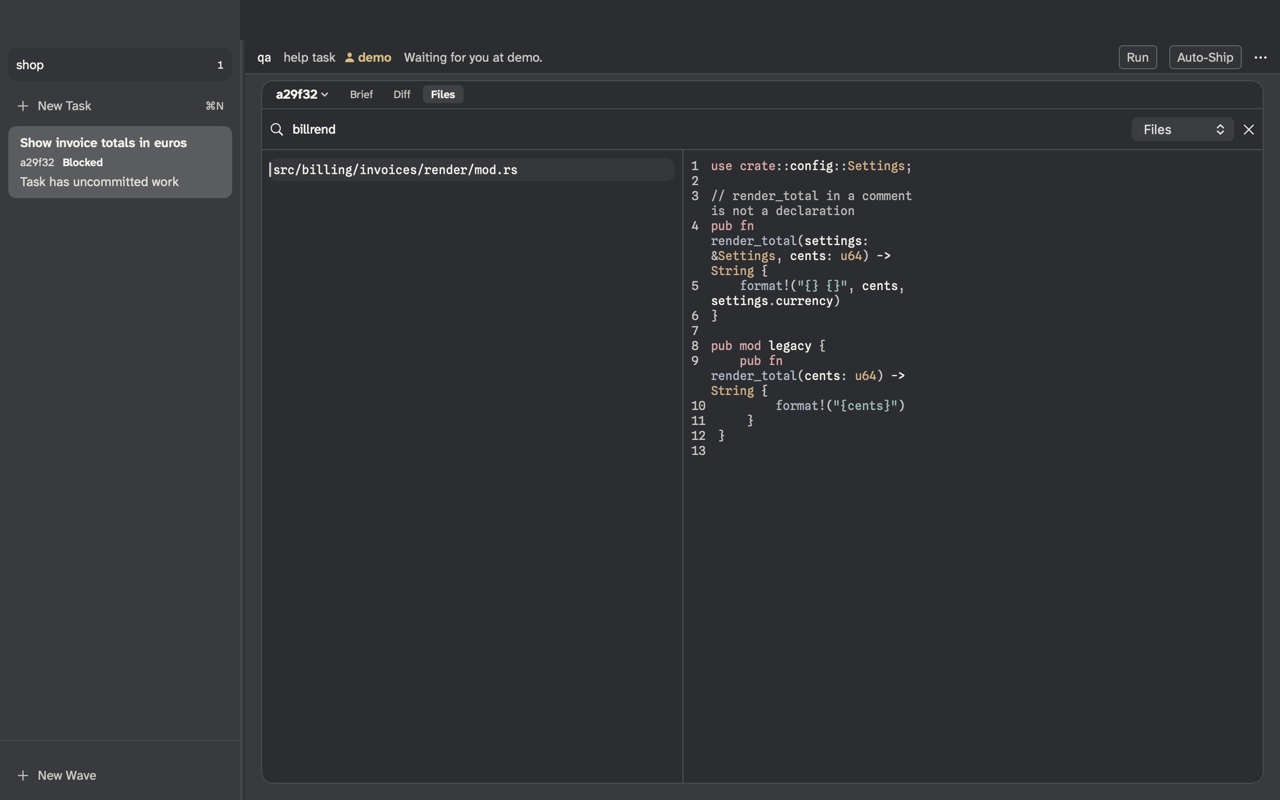 shop 1
New Task ⌘N
Show invoice totals in euros
a29f32 Blocked
Task has uncommitted work
New Wave
qa help task demo Waiting for you at demo. Run Auto-Ship ...
a29f32 Brief Diff Files
billrend Files
src/billing/invoices/render/mod.rs
1 use crate::config::Settings;
2
3 // render_total in a comment
is not a declaration
4 pub fn
render_total(settings:
&Settings, cents: u64) ->
String {
5     format!("{} {}", cents,
settings.currency)
6 }
7
8 pub mod legacy {
9     pub fn
render_total(cents: u64) ->
String {
10         format!("{cents}")
11     }
12 }
13